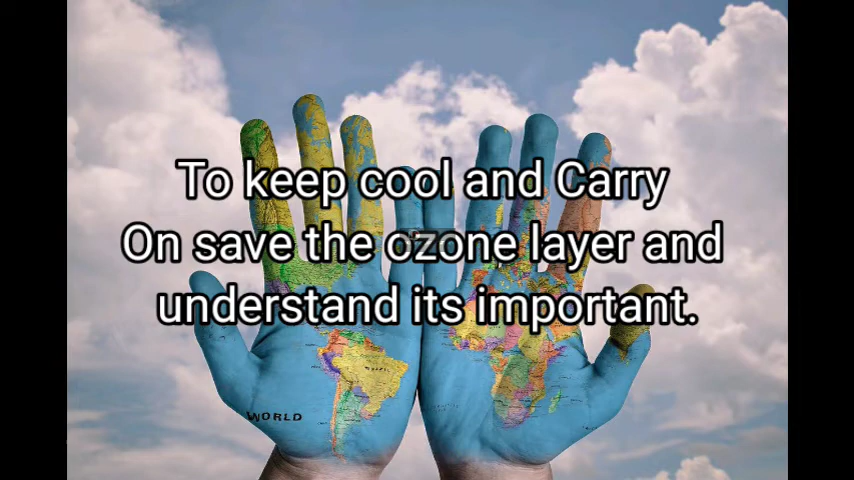 To keep cool and Carry
On save the ozone layer and
understand its important.
WORLD